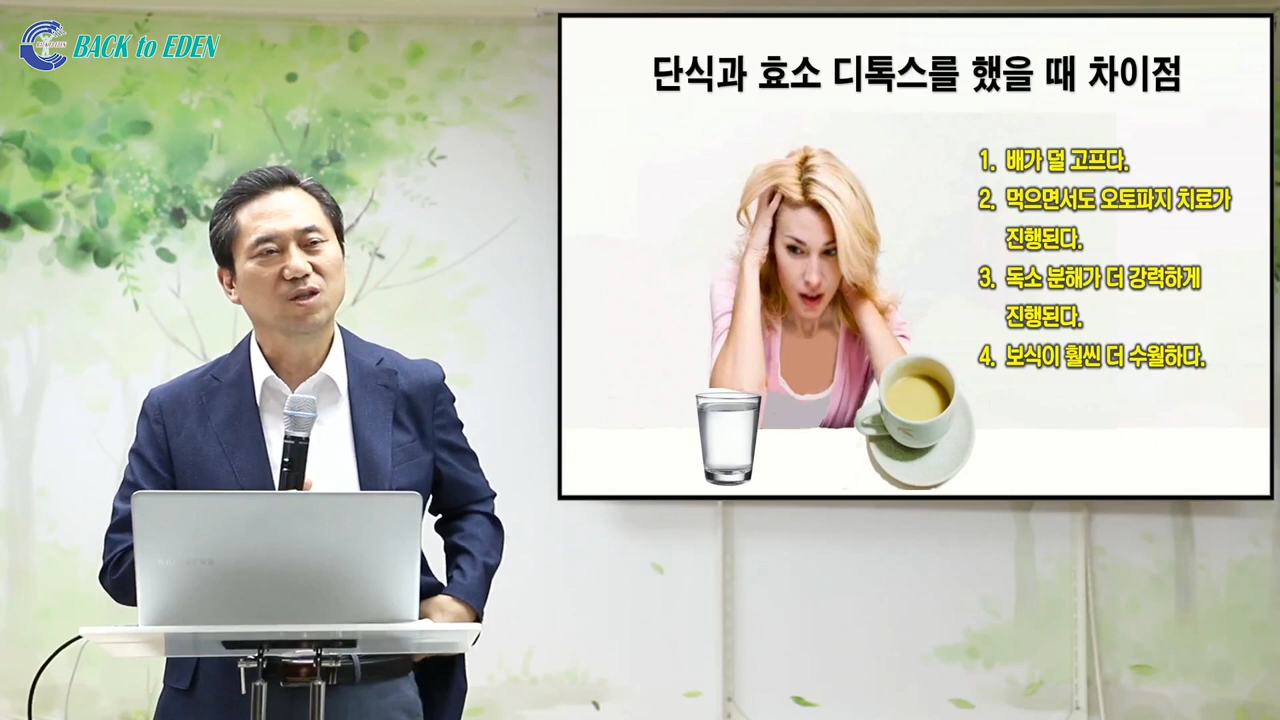 BACK to EDEN
단식과 효소 디톡스를 했을 때 차이점
1. 배가 덜 고프다.
2. 먹으면서도 오토파지 치료가
진행된다.
3. 독소 분해가 더 강력하게
진행된다.
4. 보식이 훨씬 더 수월하다.